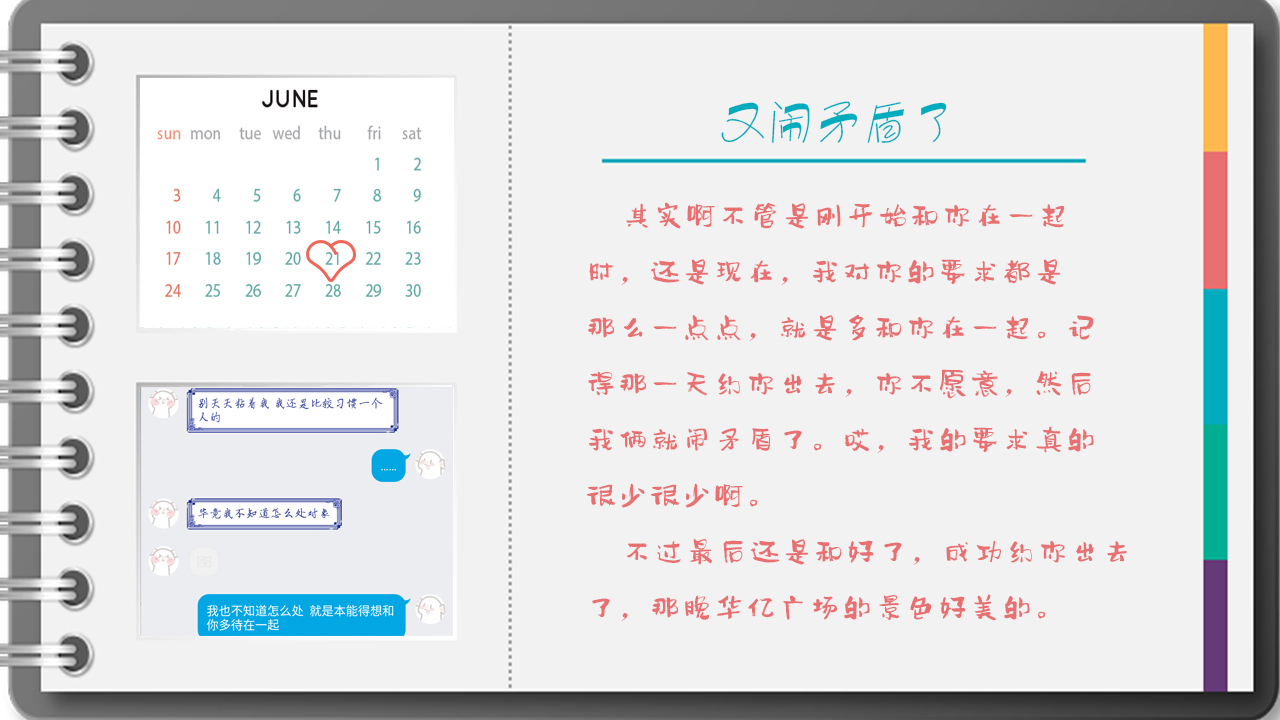 JUNE
sun mon tue wed thu fri sat
1 2
3 4 5 6 7 8 9
10 11 12 13 14 15 16
17 18 19 20 21 22 23
24 25 26 27 28 29 30
别天天粘着我 我还是比较习惯一个
人的
......
毕竟我不知道怎么处对象
我也不知道怎么处 就是本能得想和
你多待在一起
又闹矛盾了
其实啊不管是刚开始和你在一起
时，还是现在，我对你的要求都是
那么一点点，就是多和你在一起。记
得那一天约你出去，你不愿意，然后
我俩就闹矛盾了。哎，我的要求真的
很少很少啊。
不过最后还是和好了，成功约你出去
了，那晚华亿广场的景色好美的。